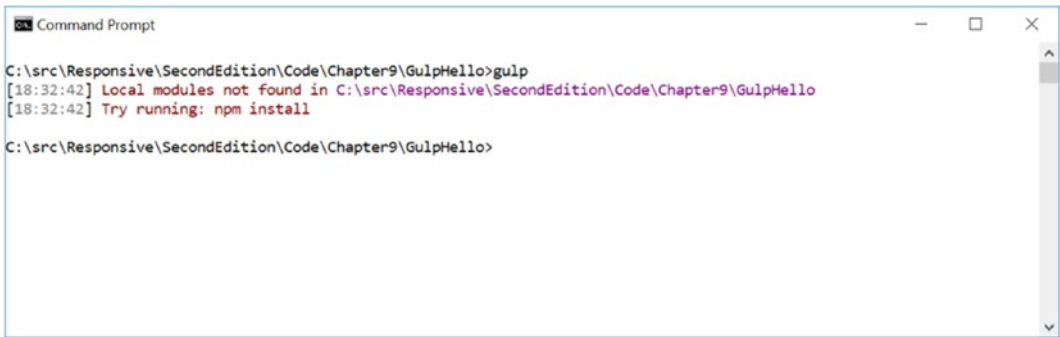 Command Prompt
C:\src\Responsive\SecondEdition\Code\Chapter9\GulpHello>gulp
[18:32:42] Local modules not found in C:\src\Responsive\SecondEdition\Code\Chapter9\GulpHello
[18:32:42] Try running: npm install
C:\src\Responsive\SecondEdition\Code\Chapter9\GulpHello>